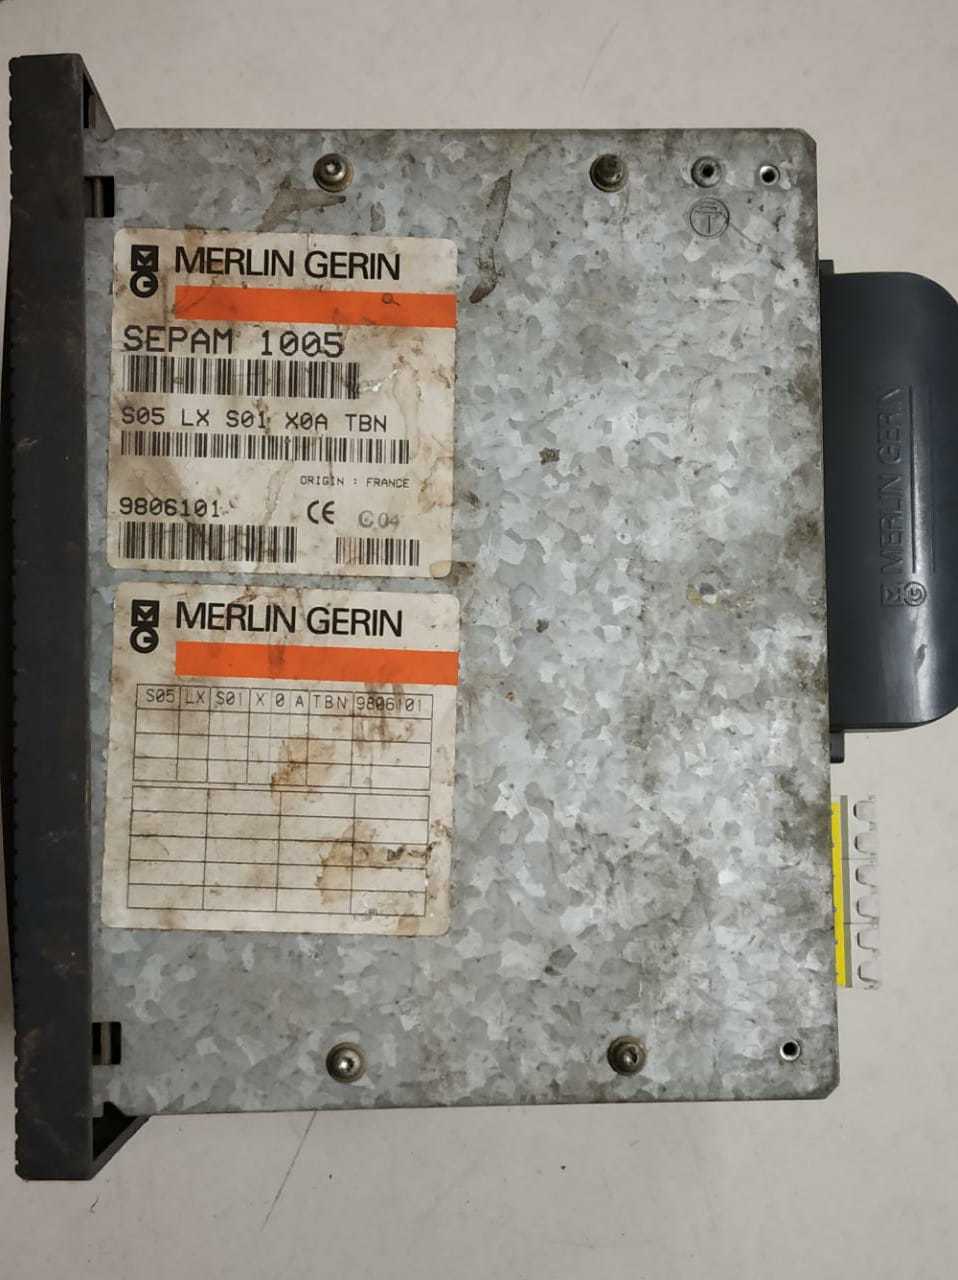 MERLIN GERIN
SEPAM 1005
S05 LX S01 X0A TBN
ORIGIN : FRANCE
9806101 CE C04
MERLIN GERIN
S05 LX S01 X 0 A TBN 9806101
MERLIN GERIN